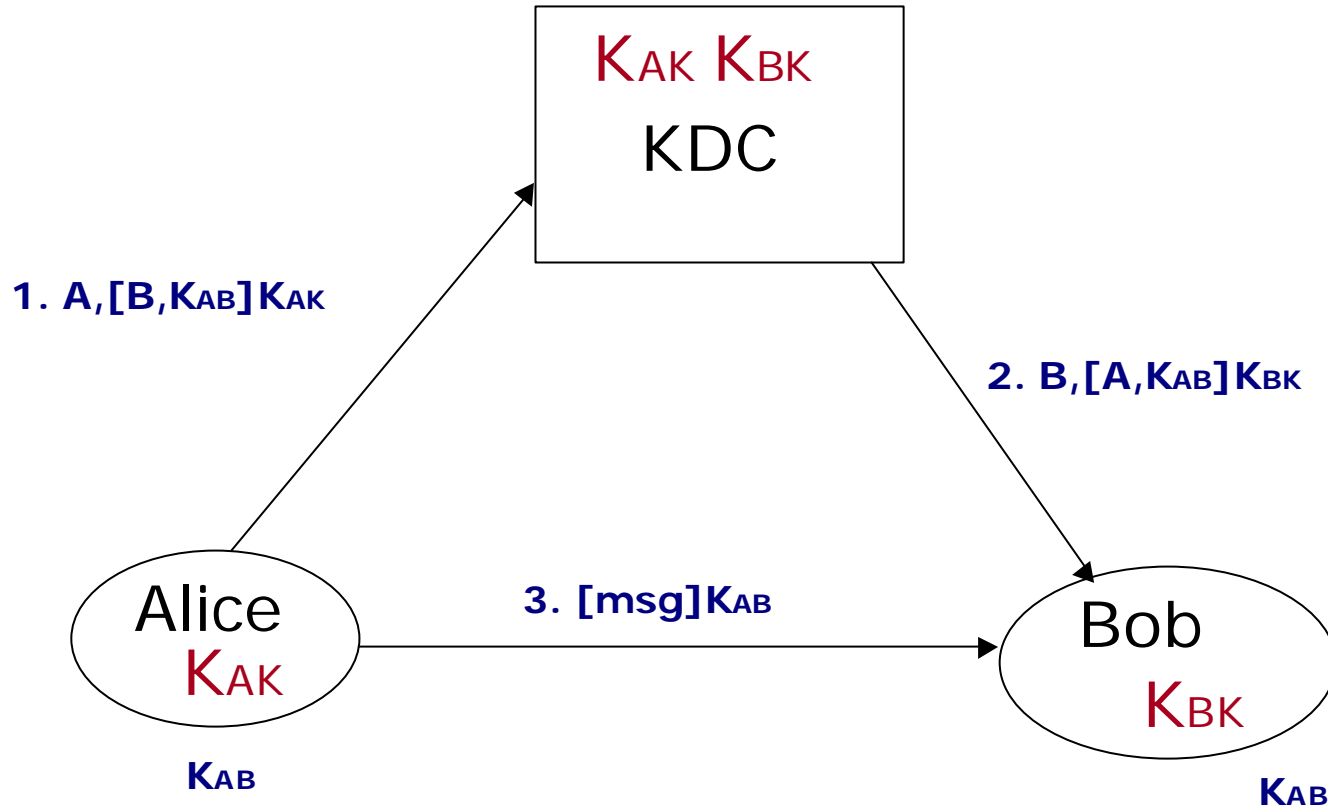 KAK KBK
KDC
1. A,[B,KAB]KAK
2. B,[A,KAB]KBK
3. [msg]KAB
Alice
KAK
Bob
KBK
KAB
KAB